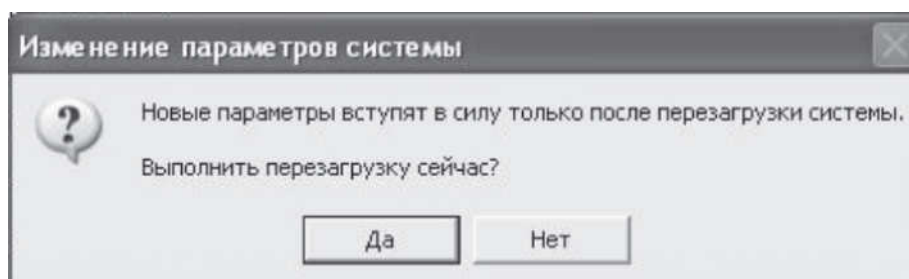 Изменение параметров системы
Новые параметры вступят в силу только после перезагрузки системы.
Выполнить перезагрузку сейчас?
Да
Нет